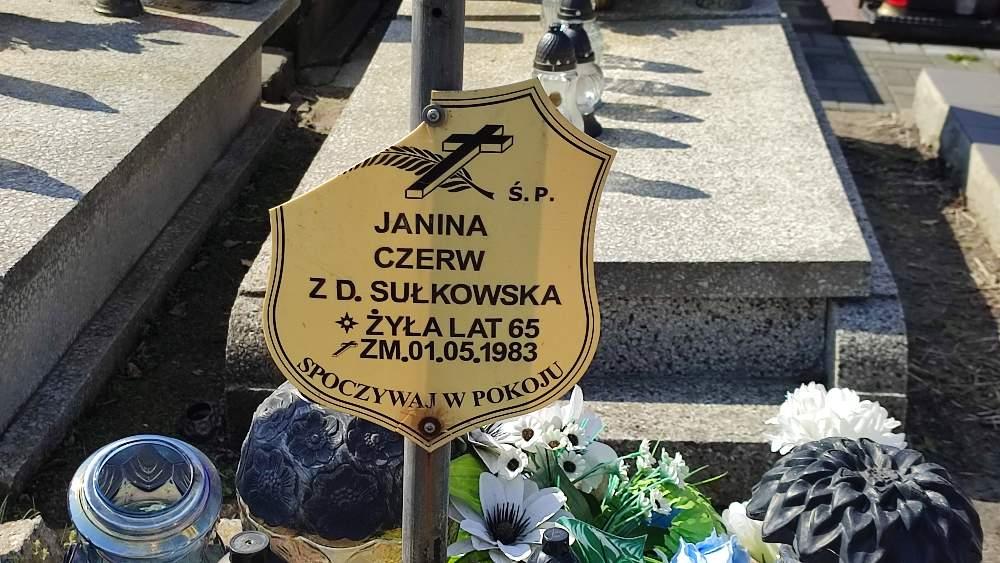 Ś.P.
JANINA
CZERW
Z D. SUŁKOWSKA
ŻYŁA LAT 65
ZM.01.05.1983
SPOCZYWAJ W POKOJU